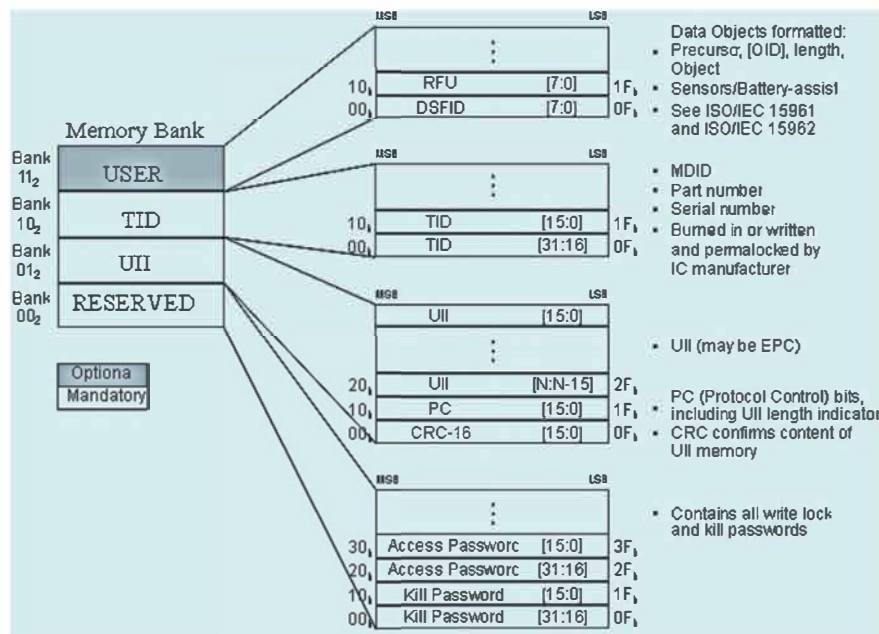 MSB LSB
⋮
10h RFU [7:0] 1Fh
00h DSFID [7:0] 0Fh
Data Objects formatted:
▪ Precursor, [OID], length,
Object
▪ Sensors/Battery-assist
▪ See ISO/IEC 15961
and ISO/IEC 15962
Memory Bank
Bank
11₂
USER
Bank
10₂
TID
Bank
01₂
UII
Bank
00₂
RESERVED
Optiona
Mandatory
MSB LSB
⋮
10h TID [15:0] 1Fh
00h TID [31:16] 0Fh
▪ MDID
▪ Part number
▪ Serial number
▪ Burned in or written
and permalocked by
IC manufacturer
MSB LSB
UII [15:0]
⋮
20h UII [N:N-15] 2Fh
10h PC [15:0] 1Fh
00h CRC-16 [15:0] 0Fh
▪ UII (may be EPC)
▪ PC (Protocol Control) bits,
including UII length indicator
▪ CRC confirms content of
UII memory
MSB LSB
⋮
30h Access Passworc [15:0] 3Fh
20h Access Passworc [31:16] 2Fh
10h Kill Password [15:0] 1Fh
00h Kill Password [31:16] 0Fh
▪ Contains all write lock
and kill passwords